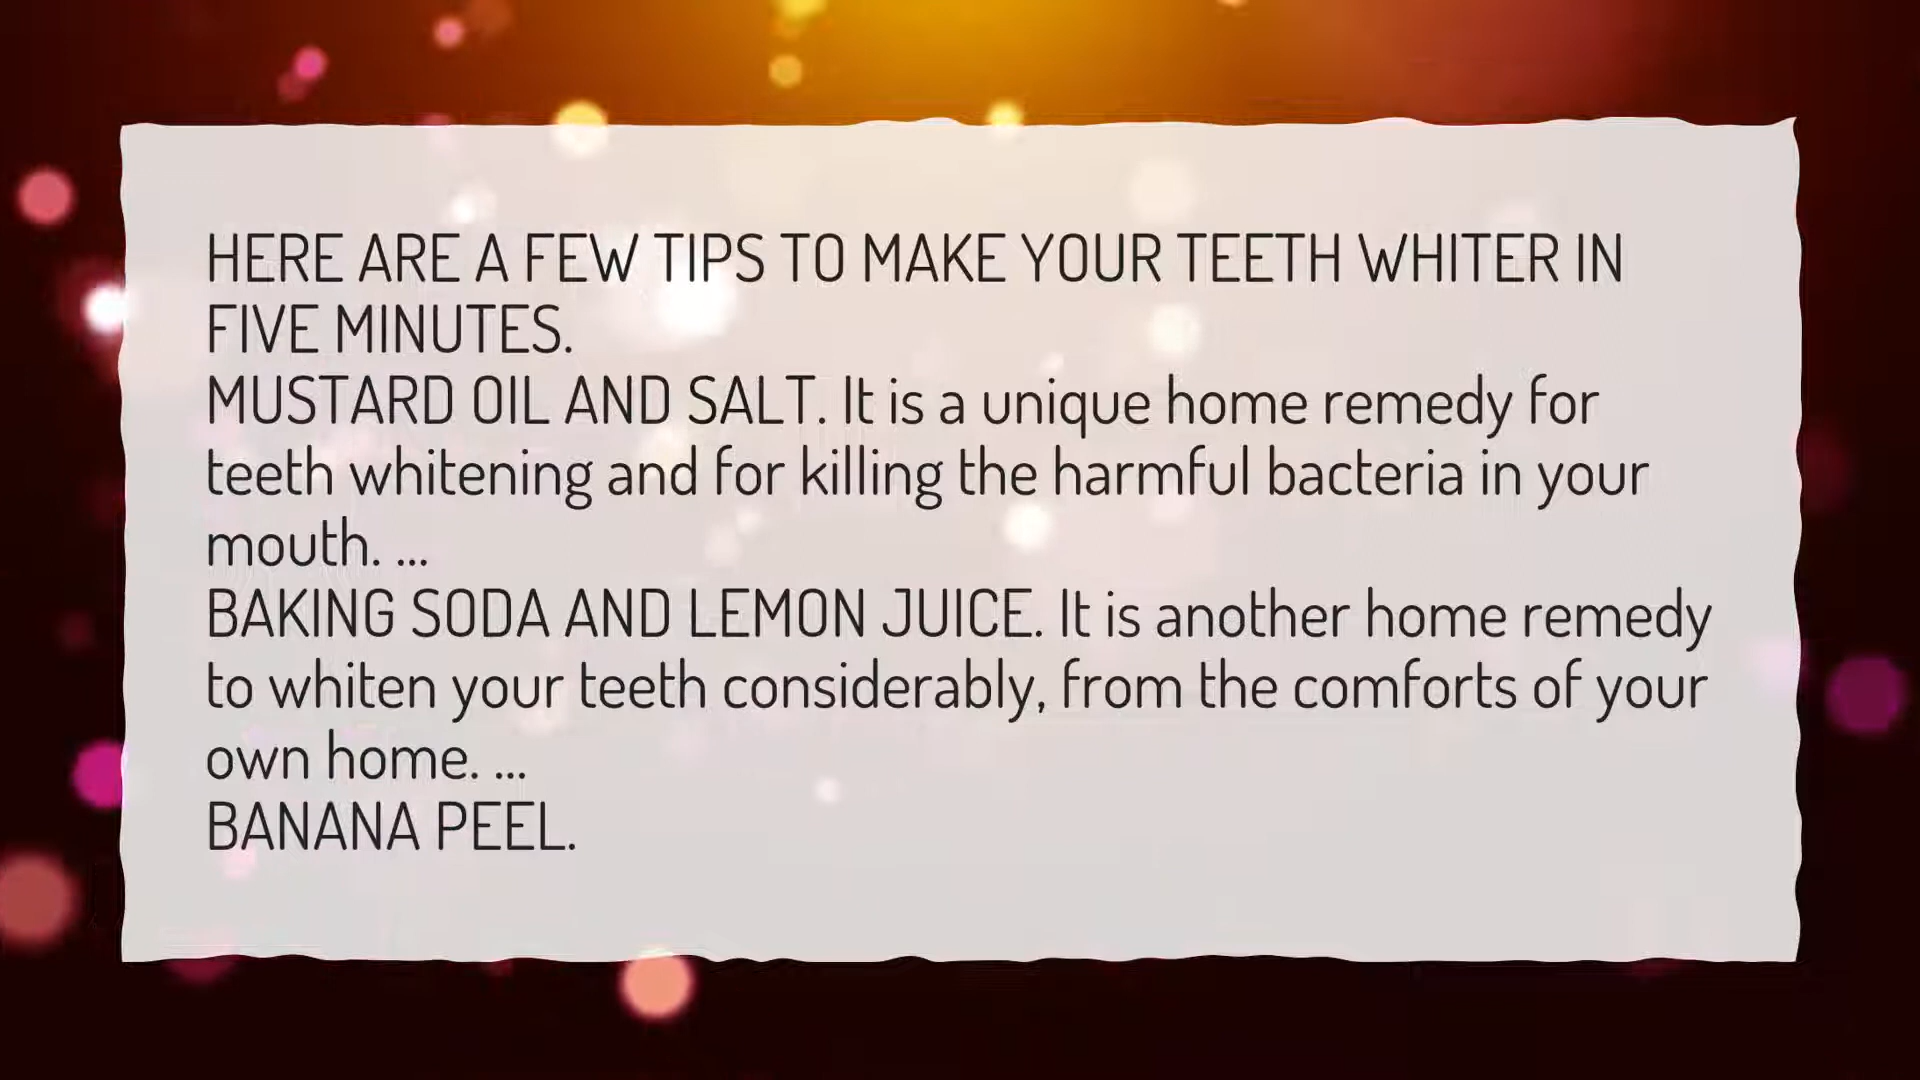 HERE ARE A FEW TIPS TO MAKE YOUR TEETH WHITER IN
FIVE MINUTES.
MUSTARD OIL AND SALT. It is a unique home remedy for
teeth whitening and for killing the harmful bacteria in your
mouth. ...
BAKING SODA AND LEMON JUICE. It is another home remedy
to whiten your teeth considerably, from the comforts of your
own home. ...
BANANA PEEL.